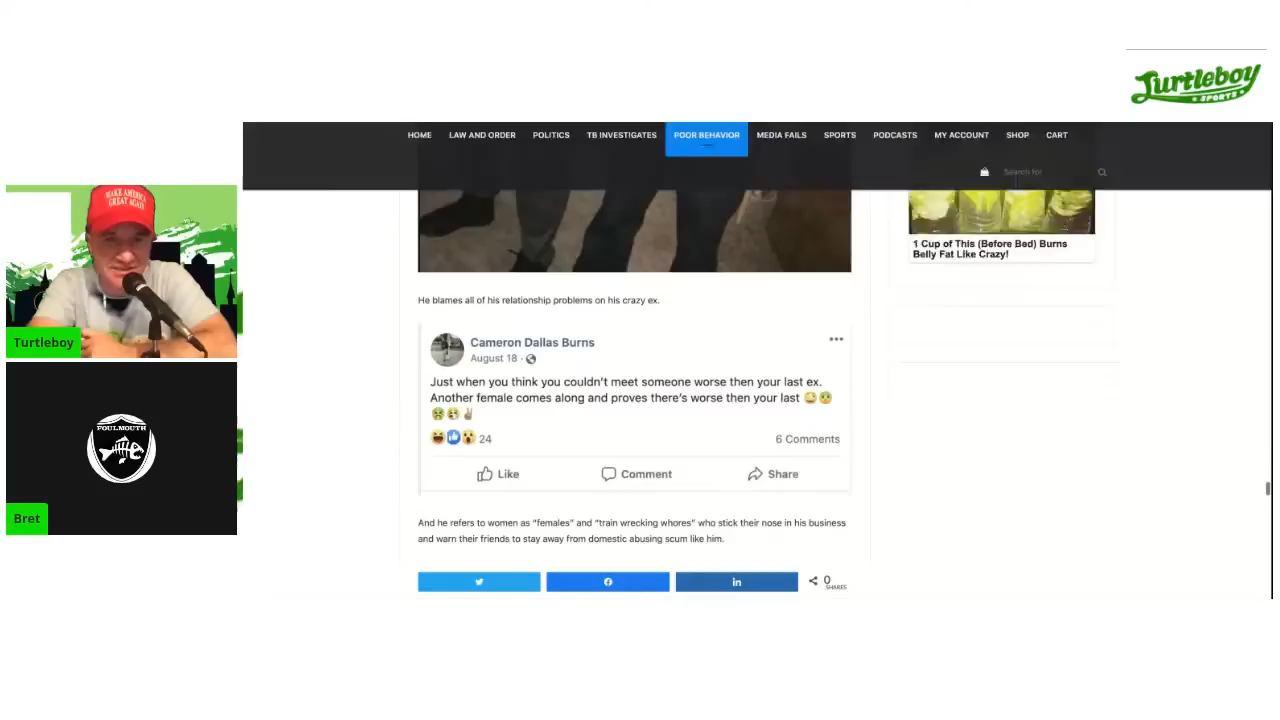 Turtleboy
SPORTS
HOME LAW AND ORDER POLITICS TB INVESTIGATES POOR BEHAVIOR MEDIA FAILS SPORTS PODCASTS MY ACCOUNT SHOP CART
Search for
MAKE AMERICA
GREAT AGAIN
Turtleboy
FOULMOUTH
Bret
1 Cup of This (Before Bed) Burns
Belly Fat Like Crazy!
He blames all of his relationship problems on his crazy ex.
Cameron Dallas Burns
August 18 ·
Just when you think you couldn't meet someone worse then your last ex.
Another female comes along and proves there's worse then your last 
24
6 Comments
Like
Comment
Share
And he refers to women as “females” and “train wrecking whores” who stick their nose in his business
and warn their friends to stay away from domestic abusing scum like him.
0
SHARES